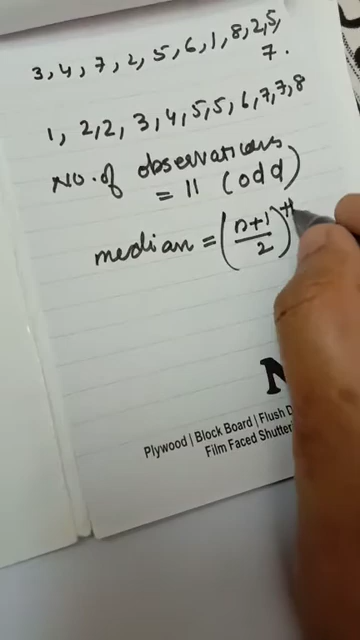 3, 4, 7, 2, 5, 6, 1, 8, 2, 5,
7.
1, 2, 2, 3, 4, 5, 5, 6, 7, 7, 8
No. of observations
= 11 (odd)
median = (n+1/2)th
Plywood | Block Board | Flush D
Film Faced Shutter